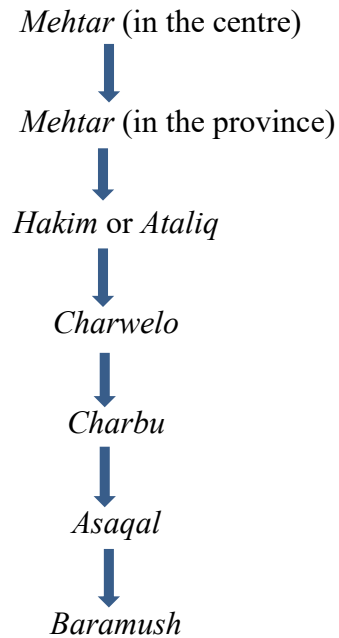 Mehtar (in the centre)
Mehtar (in the province)
Hakim or Ataliq
Charwelo
Charbu
Asaqal
Baramush